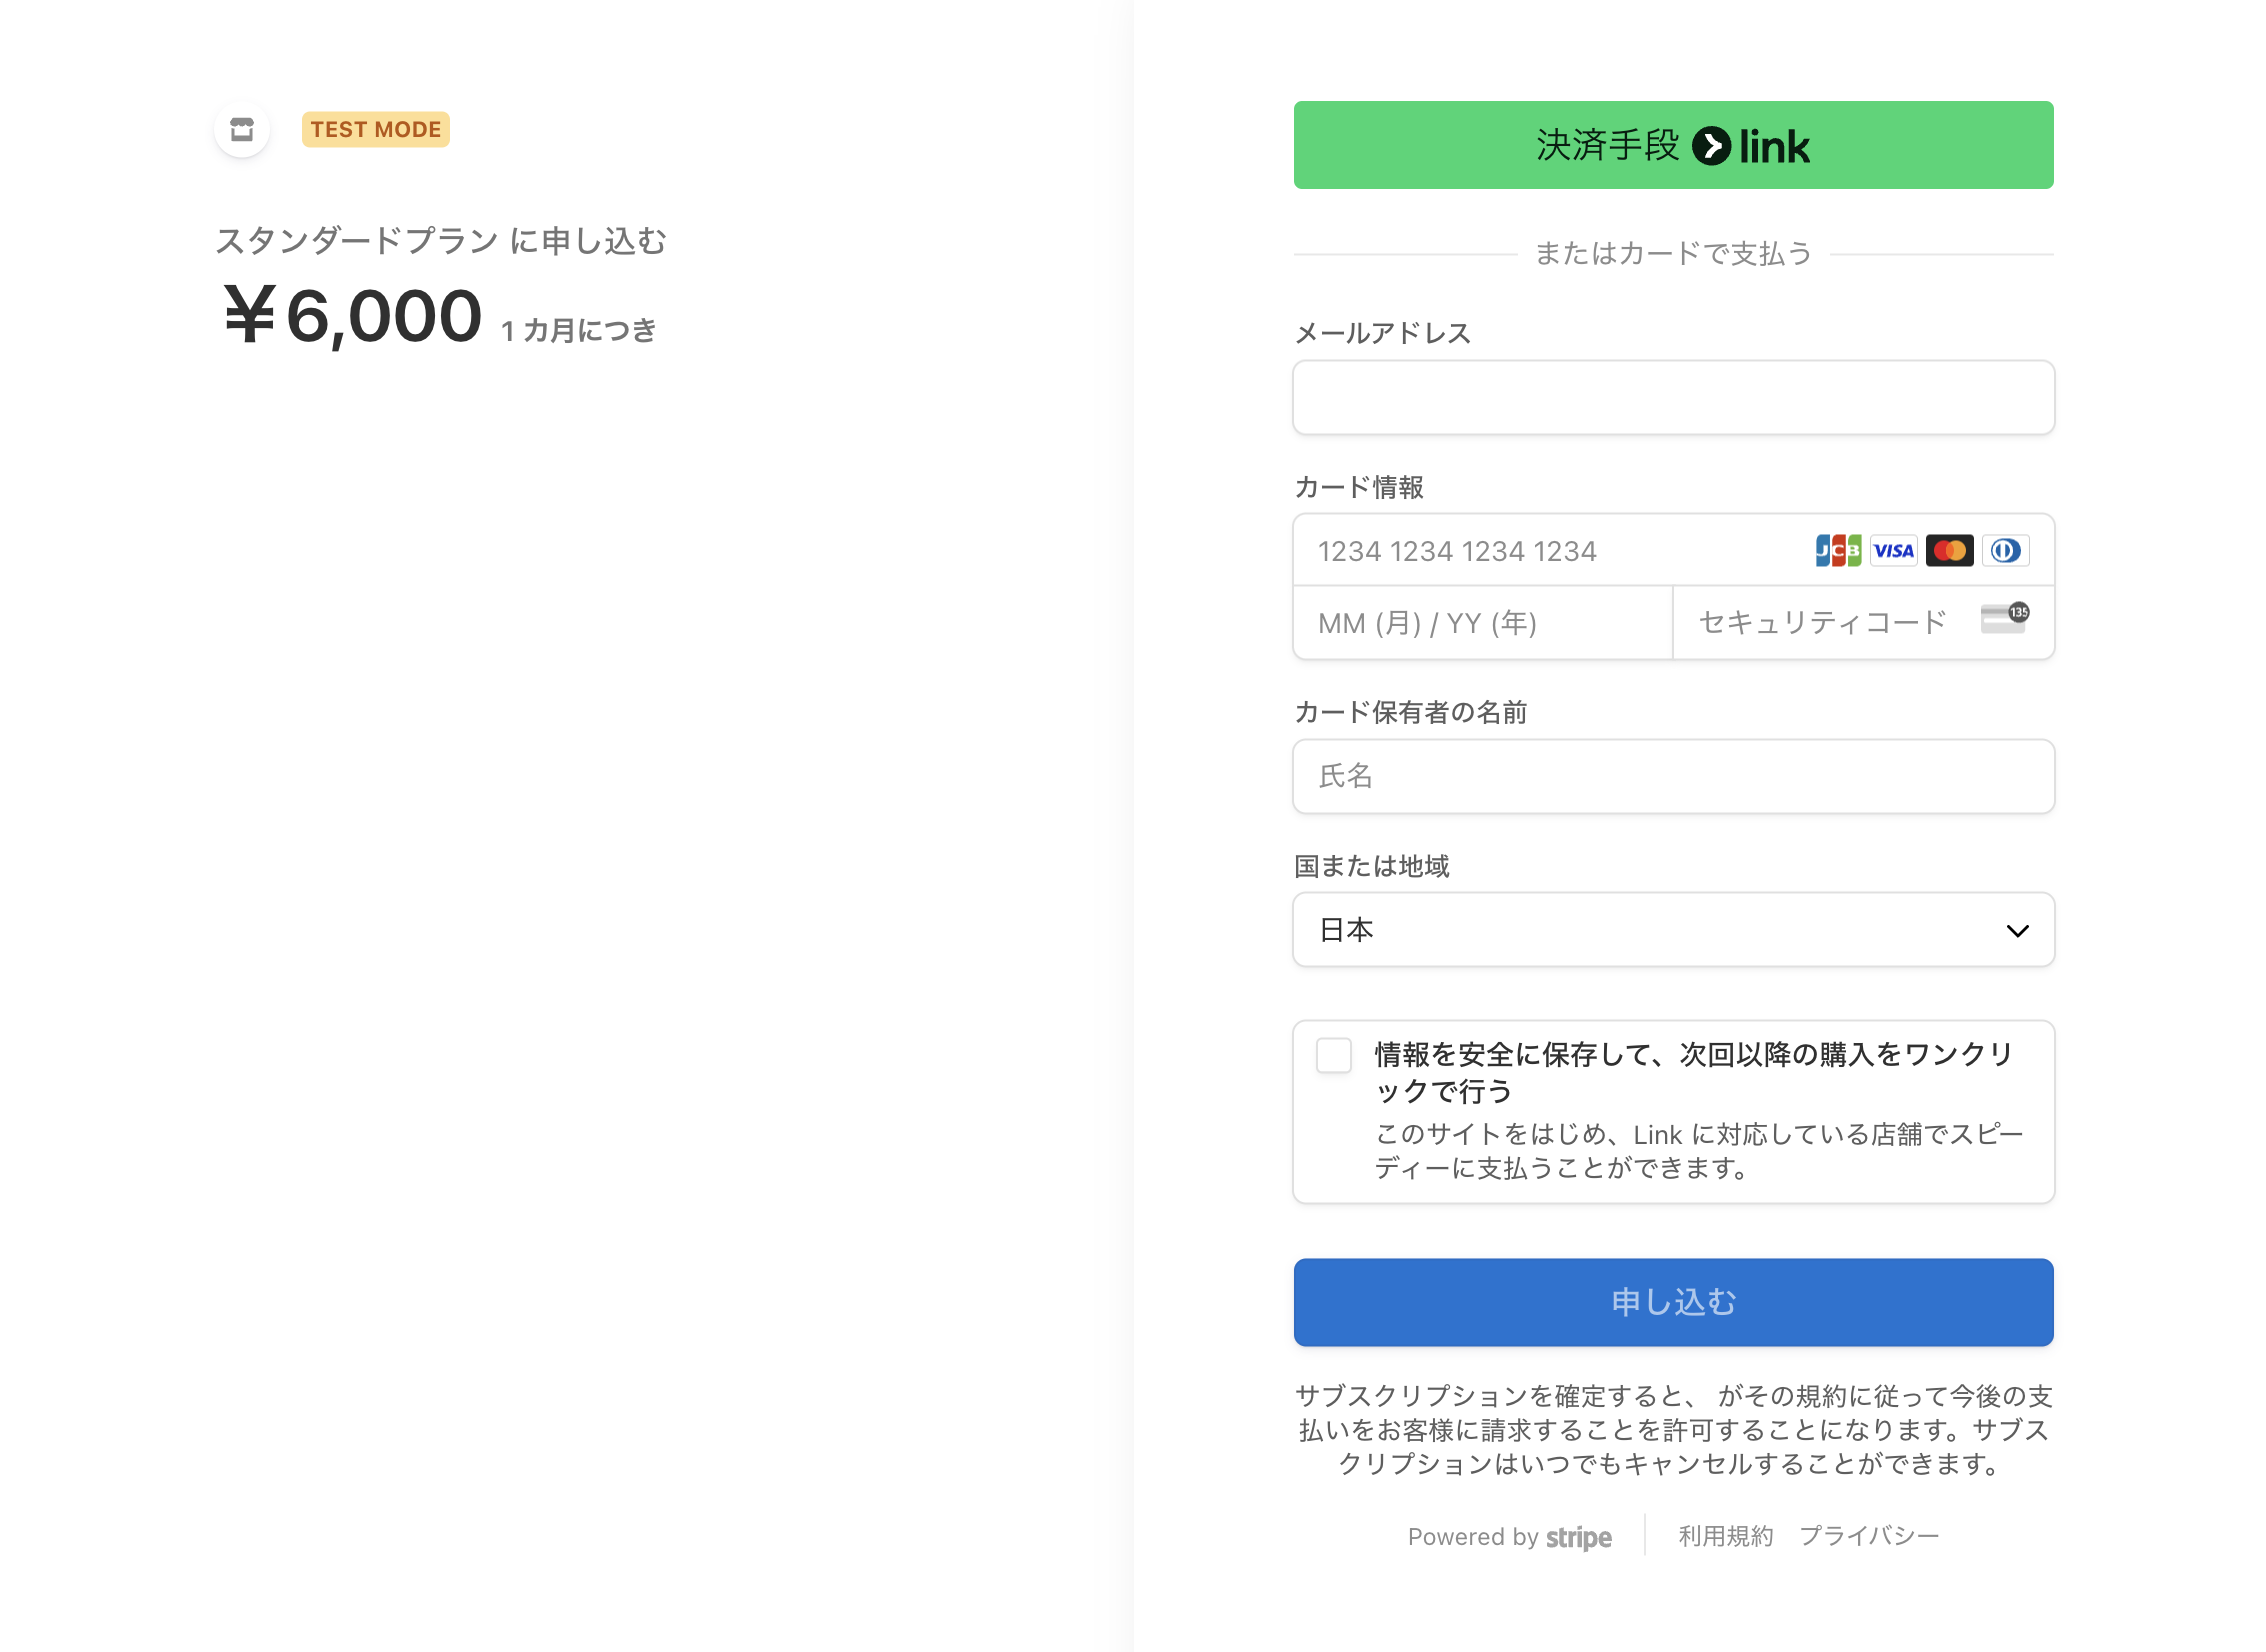 TEST MODE
スタンダードプラン に申し込む
¥6,000 1 カ月につき
決済手段 link
またはカードで支払う
メールアドレス
カード情報
1234 1234 1234 1234 JCB VISA
MM (月) / YY (年) セキュリティコード 135
カード保有者の名前
氏名
国または地域
日本
情報を安全に保存して、次回以降の購入をワンクリ
ックで行う
このサイトをはじめ、Link に対応している店舗でスピー
ディーに支払うことができます。
申し込む
サブスクリプションを確定すると、 がその規約に従って今後の支
払いをお客様に請求することを許可することになります。サブス
クリプションはいつでもキャンセルすることができます。
Powered by stripe 利用規約 プライバシー